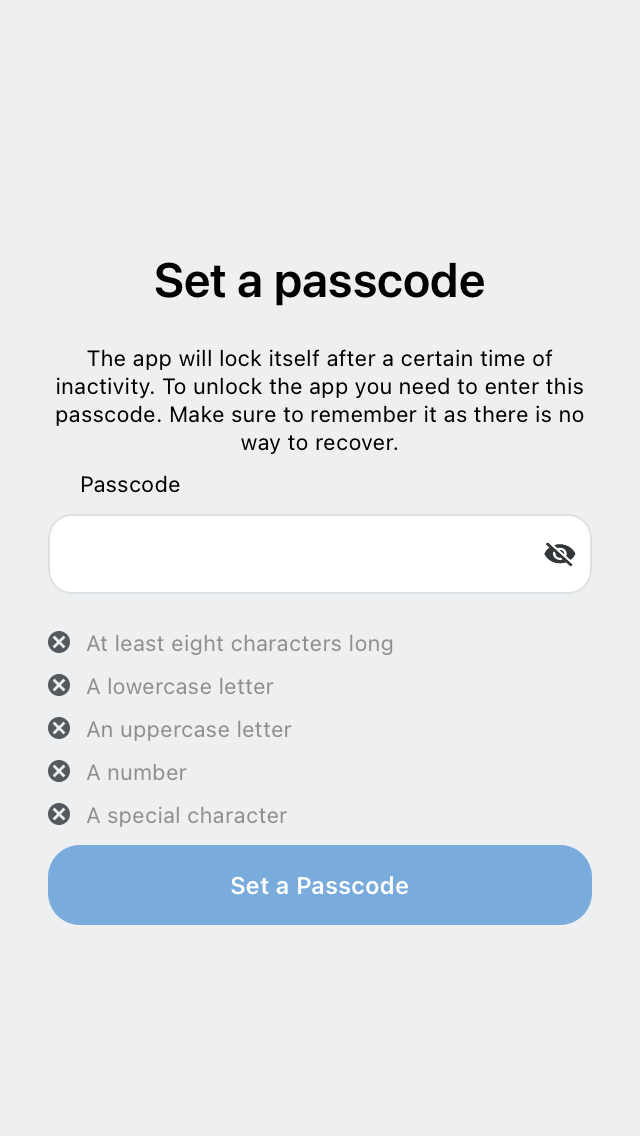 Set a passcode
The app will lock itself after a certain time of
inactivity. To unlock the app you need to enter this
passcode. Make sure to remember it as there is no
way to recover.
Passcode
At least eight characters long
A lowercase letter
An uppercase letter
A number
A special character
Set a Passcode